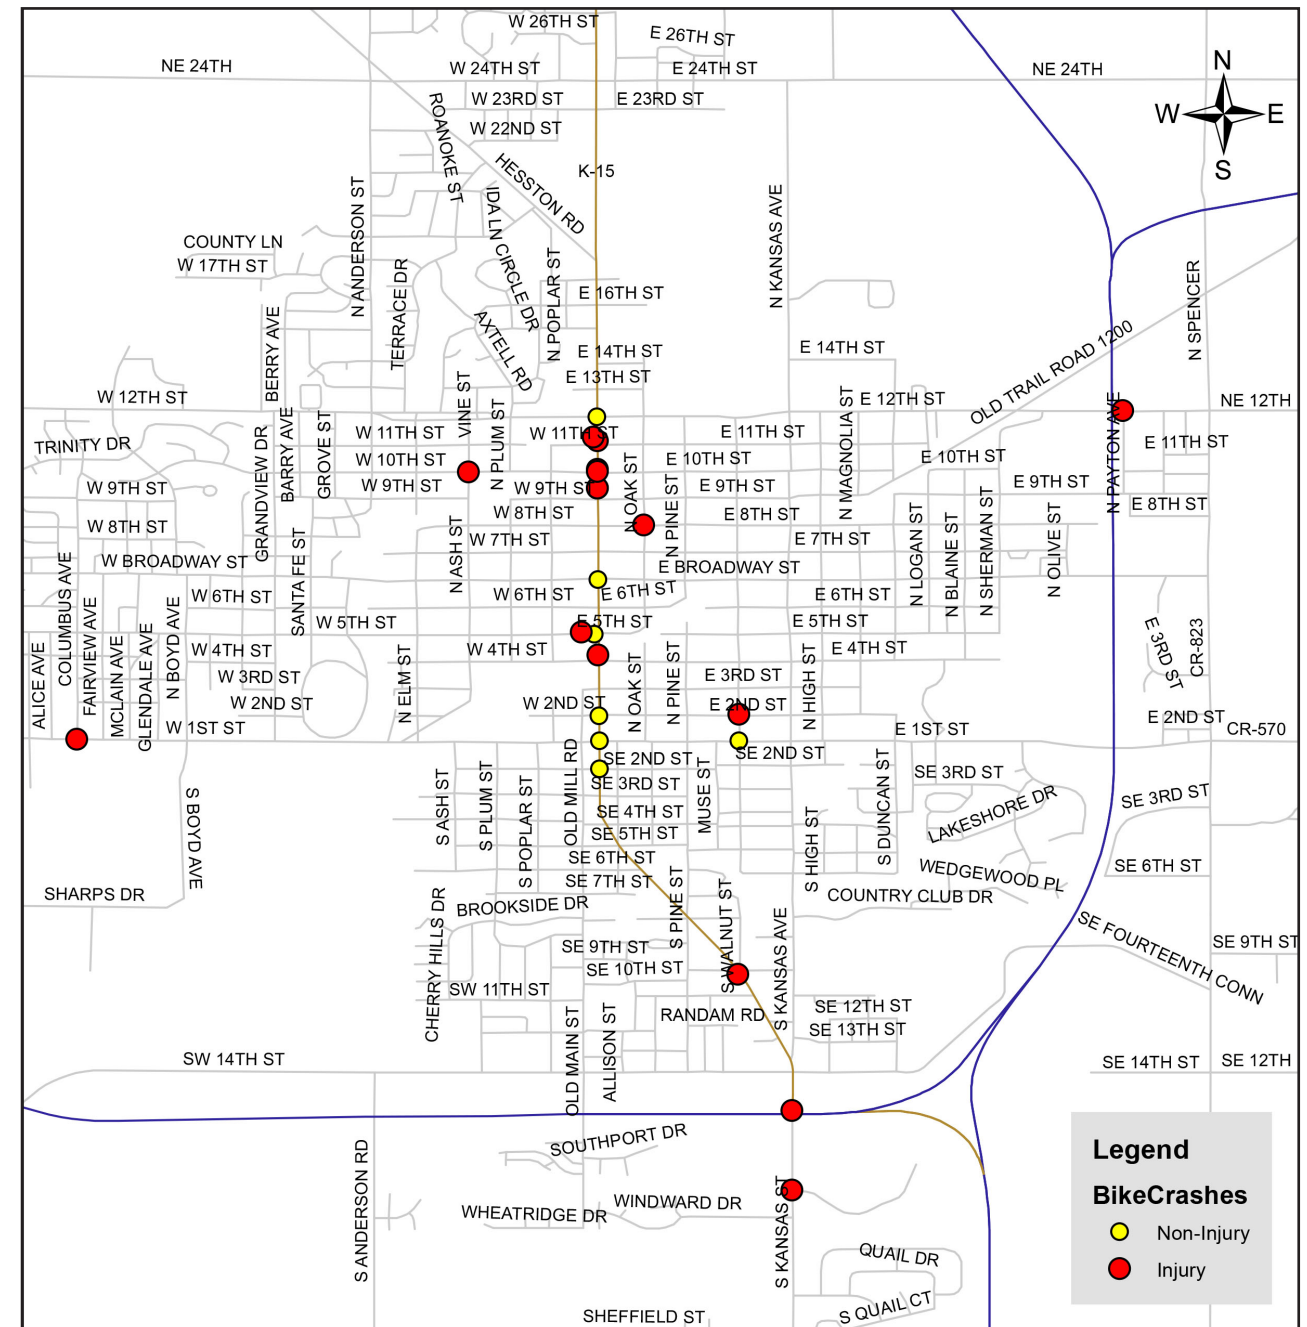 W 26TH ST
E 26TH ST
NE 24TH
W 24TH ST
E 24TH ST
NE 24TH
N
W
E
S
W 23RD ST
E 23RD ST
W 22ND ST
ROANOKE ST
HESSTON RD
K-15
IDA LN
CIRCLE DR
N ANDERSON ST
N KANSAS AVE
COUNTY LN
W 17TH ST
TERRACE DR
N POPLAR ST
E 16TH ST
N SPENCER
BERRY AVE
AXTELL RD
E 14TH ST
E 14TH ST
OLD TRAIL ROAD 1200
E 13TH ST
W 12TH ST
VINE ST
N PLUM ST
N MAGNOLIA ST
E 12TH ST
N PAYTON AVE
NE 12TH
TRINITY DR
GRANDVIEW DR
BARRY AVE
GROVE ST
W 11TH ST
W 11TH ST
E 11TH ST
E 11TH ST
W 10TH ST
E 10TH ST
E 10TH ST
W 9TH ST
W 9TH ST
W 9TH ST
N OAK ST
N PINE ST
E 9TH ST
E 9TH ST
W 8TH ST
W 8TH ST
E 8TH ST
E 8TH ST
SANTA FE ST
N ASH ST
W 7TH ST
E 7TH ST
N LOGAN ST
N BLAINE ST
N SHERMAN ST
N OLIVE ST
W BROADWAY ST
E BROADWAY ST
COLUMBUS AVE
W 6TH ST
W 6TH ST
E 6TH ST
E 6TH ST
ALICE AVE
FAIRVIEW AVE
MCLAIN AVE
GLENDALE AVE
N BOYD AVE
W 5TH ST
E 5TH ST
E 5TH ST
E 3RD ST
CR-823
W 4TH ST
W 4TH ST
E 4TH ST
N ELM ST
N OAK ST
N PINE ST
N HIGH ST
W 3RD ST
E 3RD ST
W 2ND ST
W 2ND ST
E 2ND ST
E 2ND ST
W 1ST ST
E 1ST ST
CR-570
OLD MILL RD
SE 2ND ST
SE 2ND ST
S BOYD AVE
S ASH ST
S PLUM ST
S POPLAR ST
SE 3RD ST
MUSE ST
SE 3RD ST
S DUNCAN ST
SE 3RD ST
SE 4TH ST
S HIGH ST
LAKESHORE DR
SE 5TH ST
SE 6TH ST
WEDGEWOOD PL
SE 6TH ST
SE 7TH ST
SHARPS DR
COUNTRY CLUB DR
BROOKSIDE DR
S PINE ST
S WALNUT ST
S KANSAS AVE
CHERRY HILLS DR
SE FOURTEENTH CONN
SE 9TH ST
SE 9TH ST
SE 10TH ST
SW 11TH ST
RANDAM RD
SE 12TH ST
OLD MAIN ST
ALLISON ST
SE 13TH ST
SW 14TH ST
SE 14TH ST
SE 12TH
S ANDERSON RD
SOUTHPORT DR
S KANSAS ST
WINDWARD DR
WHEATRIDGE DR
QUAIL DR
S QUAIL CT
SHEFFIELD ST
Legend
BikeCrashes
Non-Injury
Injury